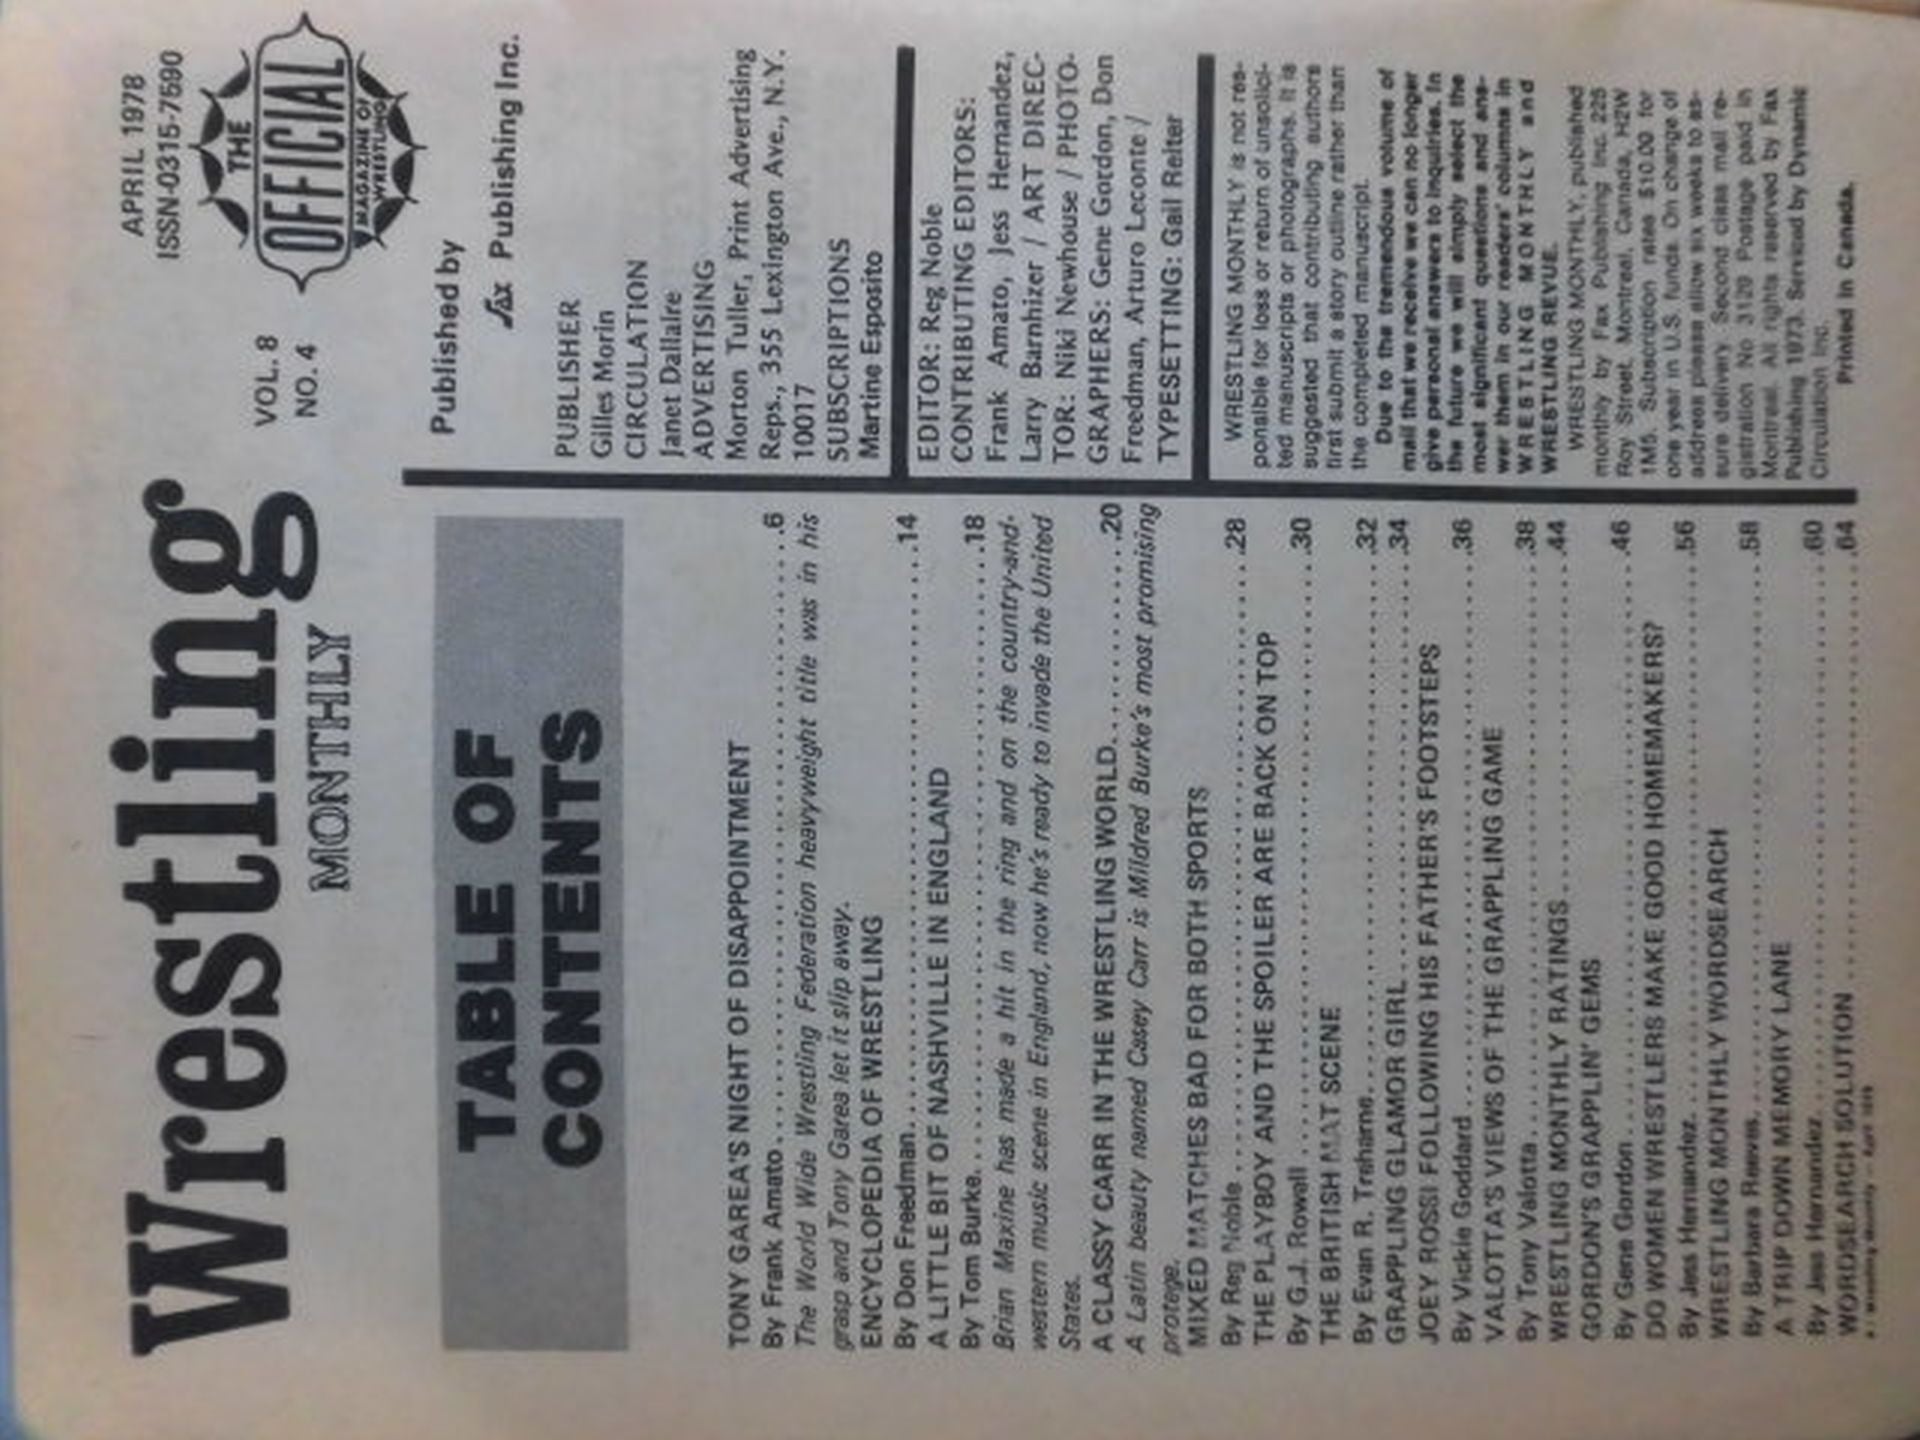 Wrestling
MONTHLY
VOL. 8
NO. 4
APRIL 1978
ISSN-0315-7590
THE
OFFICIAL
MAGAZINE OF
WRESTLING
TABLE OF
CONTENTS
TONY GAREA'S NIGHT OF DISAPPOINTMENT
By Frank Amato .6
The World Wide Wrestling Federation heavyweight title was in his
grasp and Tony Garea let it slip away.
ENCYCLOPEDIA OF WRESTLING
By Don Freedman .14
A LITTLE BIT OF NASHVILLE IN ENGLAND
By Tom Burke .18
Brian Maxine has made a hit in the ring and on the country-and-
western music scene in England, now he's ready to invade the United
States.
A CLASSY CARR IN THE WRESTLING WORLD .20
A Latin beauty named Casey Carr is Mildred Burke's most promising
protege.
MIXED MATCHES BAD FOR BOTH SPORTS
By Reg Noble .28
THE PLAYBOY AND THE SPOILER ARE BACK ON TOP
By G.J. Rowall .30
THE BRITISH MAT SCENE
By Evan R. Treharne .32
GRAPPLING GLAMOR GIRL .34
JOEY ROSSI FOLLOWING HIS FATHER'S FOOTSTEPS
By Vickie Goddard .36
VALOTTA'S VIEWS OF THE GRAPPLING GAME
By Tony Valotta .38
WRESTLING MONTHLY RATINGS .44
GORDON'S GRAPPLIN' GEMS
By Gene Gordon .46
DO WOMEN WRESTLERS MAKE GOOD HOMEMAKERS?
By Jess Hernandez .56
WRESTLING MONTHLY WORDSEARCH
By Barbara Reeves .58
A TRIP DOWN MEMORY LANE
By Jess Hernandez .60
WORDSEARCH SOLUTION .64
Published by
fax Publishing Inc.
PUBLISHER
Gilles Morin
CIRCULATION
Janet Dallaire
ADVERTISING
Morton Tuller, Print Advertising
Reps., 355 Lexington Ave., N.Y.
10017
SUBSCRIPTIONS
Martine Esposito
EDITOR: Reg Noble
CONTRIBUTING EDITORS:
Frank Amato, Jess Hernandez,
Larry Barnhizer / ART DIREC-
TOR: Niki Newhouse / PHOTO-
GRAPHERS: Gene Gordon, Don
Freedman, Arturo Leconte /
TYPESETTING: Gail Reiter
WRESTLING MONTHLY is not res-
ponsible for loss or return of unsolici-
ted manuscripts or photographs. It is
suggested that contributing authors
first submit a story outline rather than
the completed manuscript.
Due to the tremendous volume of
mail that we receive we can no longer
give personal answers to inquiries. In
the future we will simply select the
most significant questions and ans-
wer them in our readers' columns in
WRESTLING MONTHLY and
WRESTLING REVUE.
WRESTLING MONTHLY, published
monthly by Fax Publishing Inc. 225
Roy Street, Montreal, Canada, H2W
1M5. Subscription rates $10.00 for
one year in U.S. funds. On change of
address please allow six weeks to as-
sure delivery. Second class mail re-
gistration No 3129 Postage paid in
Montreal. All rights reserved by Fax
Publishing 1973. Serviced by Dynamic
Circulation Inc.
Printed in Canada.